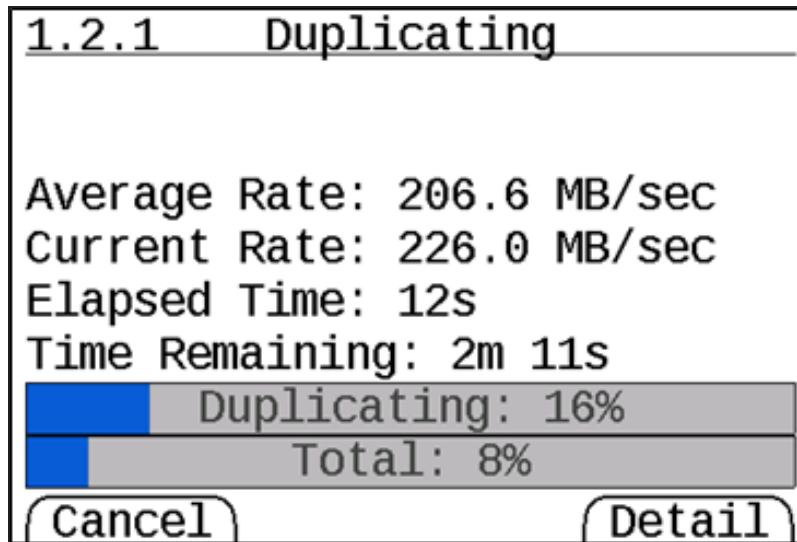 1.2.1 Duplicating
Average Rate: 206.6 MB/sec
Current Rate: 226.0 MB/sec
Elapsed Time: 12s
Time Remaining: 2m 11s
Duplicating: 16%
Total: 8%
Cancel Detail